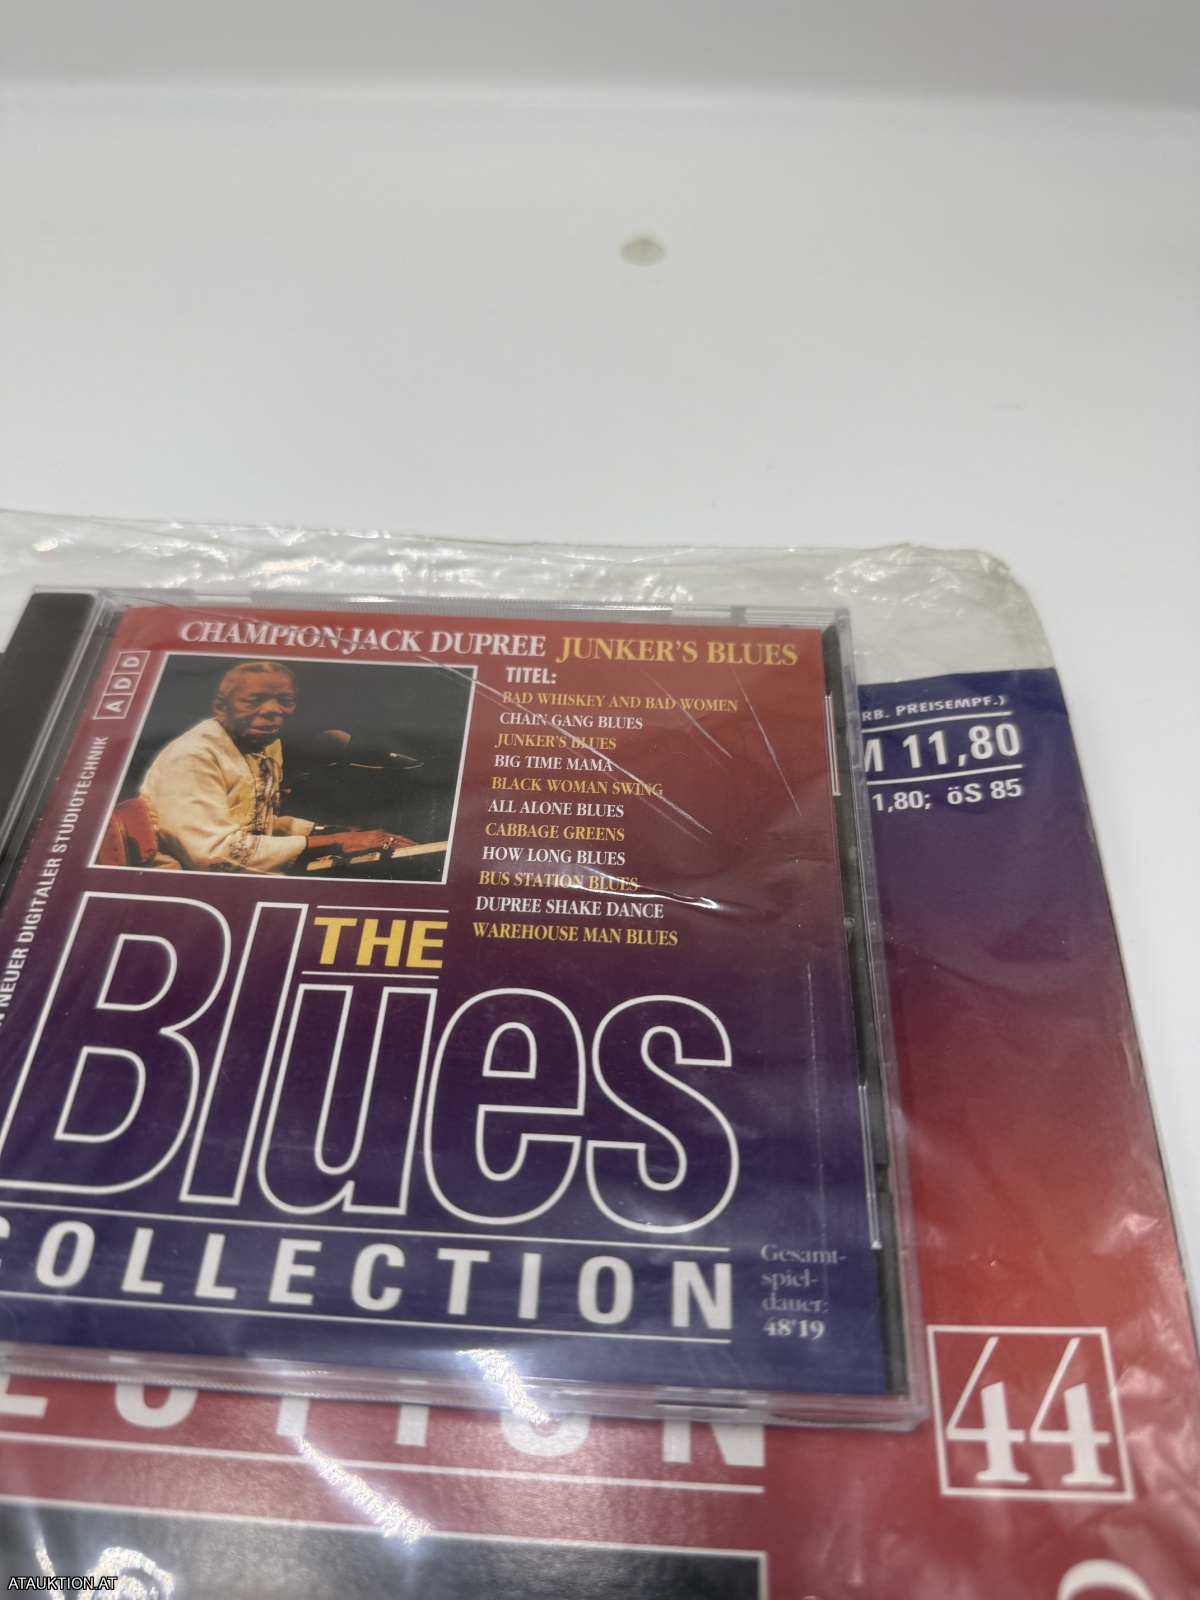 CHAMPION JACK DUPREE JUNKER'S BLUES
TITEL:
BAD WHISKEY AND BAD WOMEN
CHAIN GANG BLUES
JUNKER'S BLUES
BIG TIME MAMA
BLACK WOMAN SWING
ALL ALONE BLUES
CABBAGE GREENS
HOW LONG BLUES
BUS STATION BLUES
DUPREE SHAKE DANCE
WAREHOUSE MAN BLUES
ADD
NEUER DIGITALER STUDIOTECHNIK
THE
Blues
COLLECTION
Gesamt-
spiel-
dauer:
48'19
RB. PREISEMPF.)
M 11,80
1,80; öS 85
44
ECTION
ATAUKTION.AT